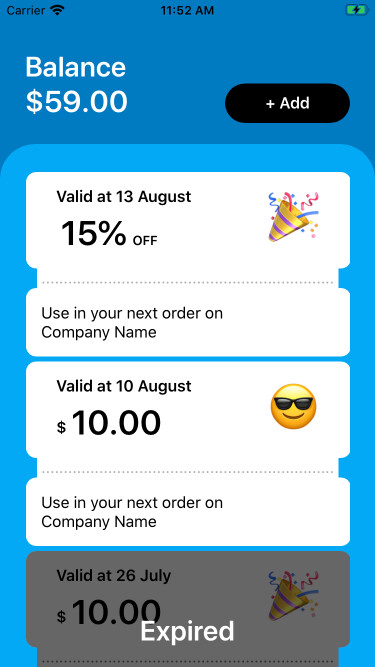 Carrier 11:52 AM
Balance
$59.00
+ Add
Valid at 13 August
15% OFF
Use in your next order on
Company Name
Valid at 10 August
$ 10.00
Use in your next order on
Company Name
Valid at 26 July
$ 10.00
Expired